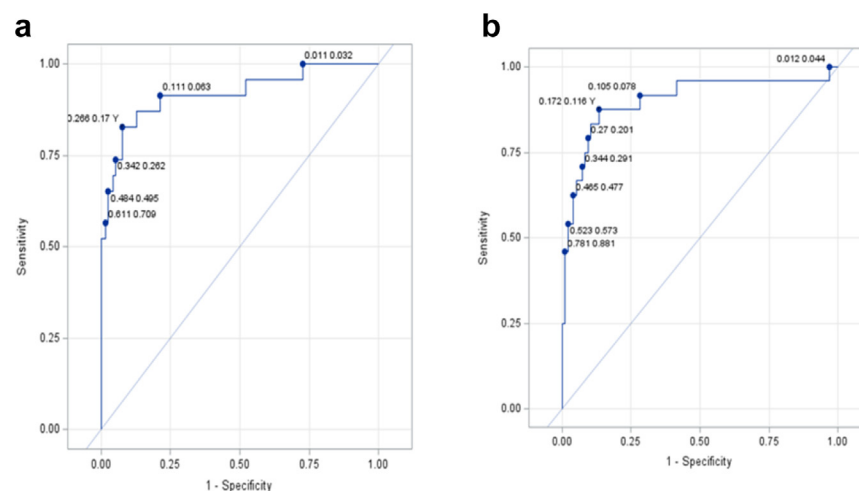 a
1.00
0.75
0.50
0.25
0.00
Sensitivity
0.011 0.032
0.111 0.063
0.266 0.17 Y
0.342 0.262
0.484 0.495
0.611 0.709
0.00 0.25 0.50 0.75 1.00
1 - Specificity
b
1.00
0.75
0.50
0.25
0.00
Sensitivity
0.012 0.044
0.105 0.078
0.172 0.116 Y
0.27 0.201
0.344 0.291
0.465 0.477
0.523 0.573
0.781 0.881
0.00 0.25 0.50 0.75 1.00
1 - Specificity